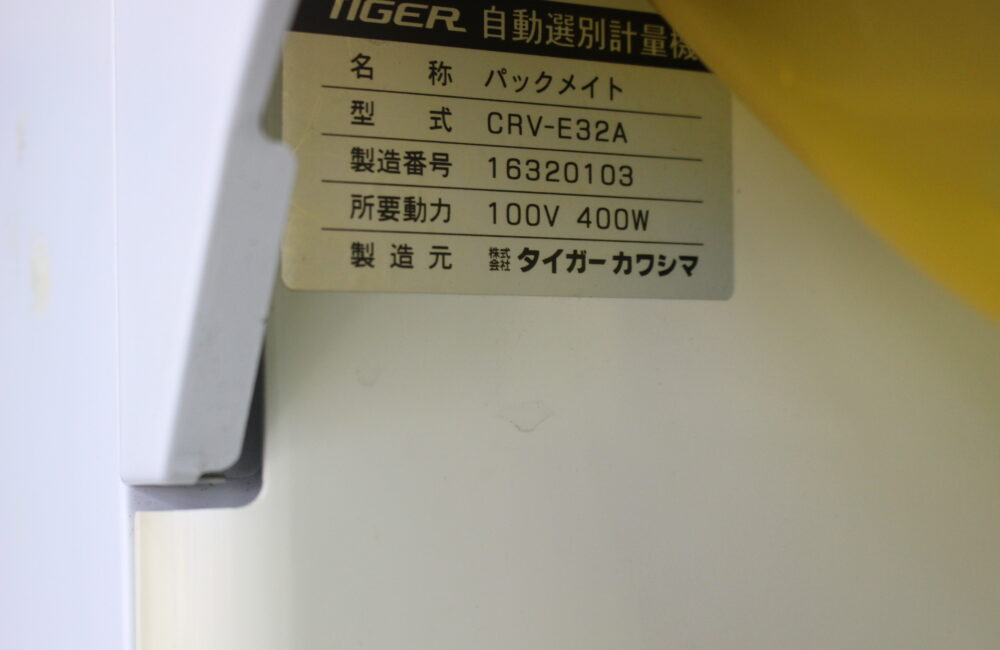 TIGER 自動選別計量機
名 称 パックメイト
型 式 CRV-E32A
製造番号 16320103
所要動力 100V 400W
製造元 株式会社 タイガーカワシマ